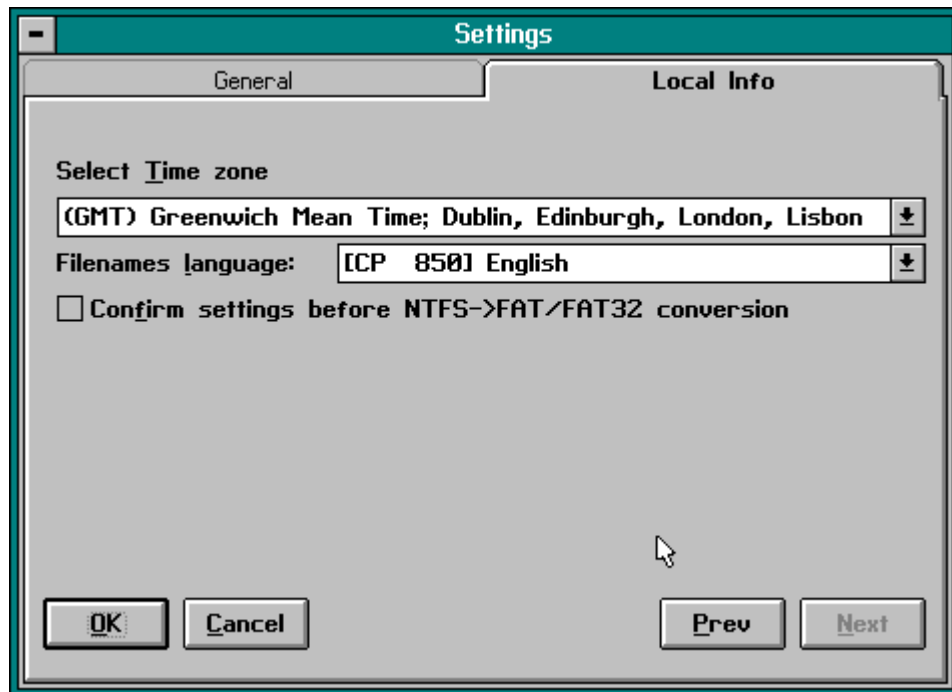 Settings
General Local Info
Select Time zone
(GMT) Greenwich Mean Time; Dublin, Edinburgh, London, Lisbon
Filenames language: [CP  850] English
Confirm settings before NTFS->FAT/FAT32 conversion
OK Cancel Prev Next